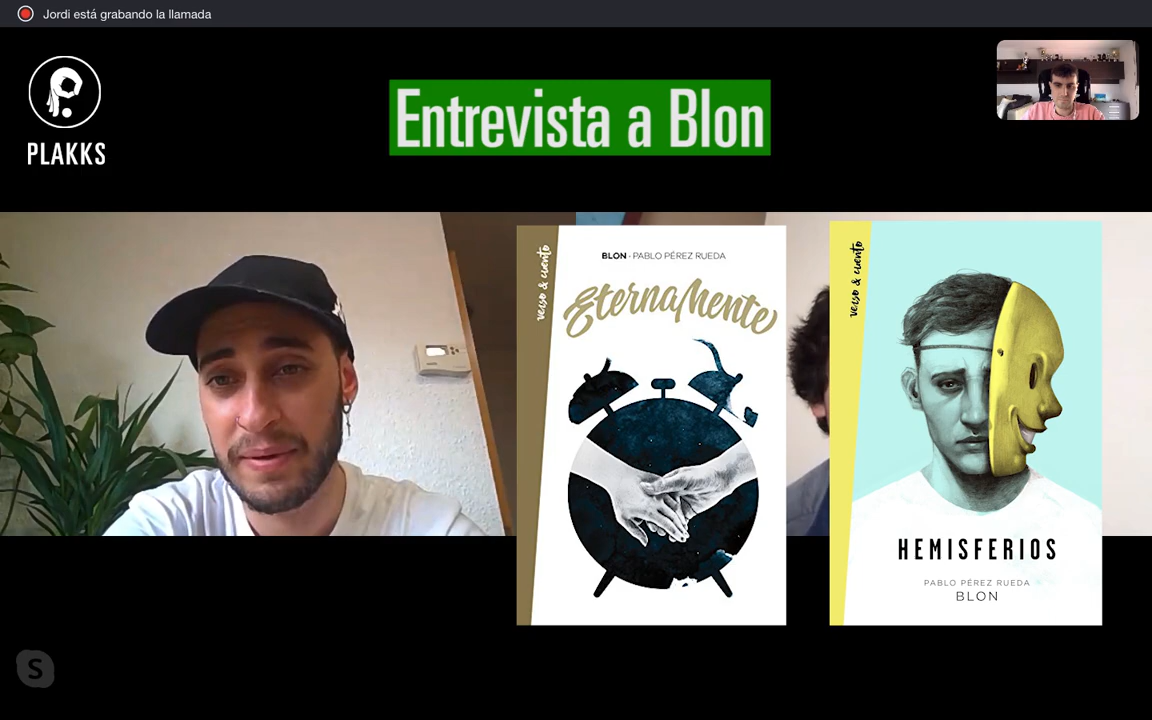 Jordi está grabando la llamada
PLAKKS
Entrevista a Blon
verso & cuento
BLON · PABLO PÉREZ RUEDA
EternaMente
verso & cuento
HEMISFERIOS
PABLO PÉREZ RUEDA
BLON
S